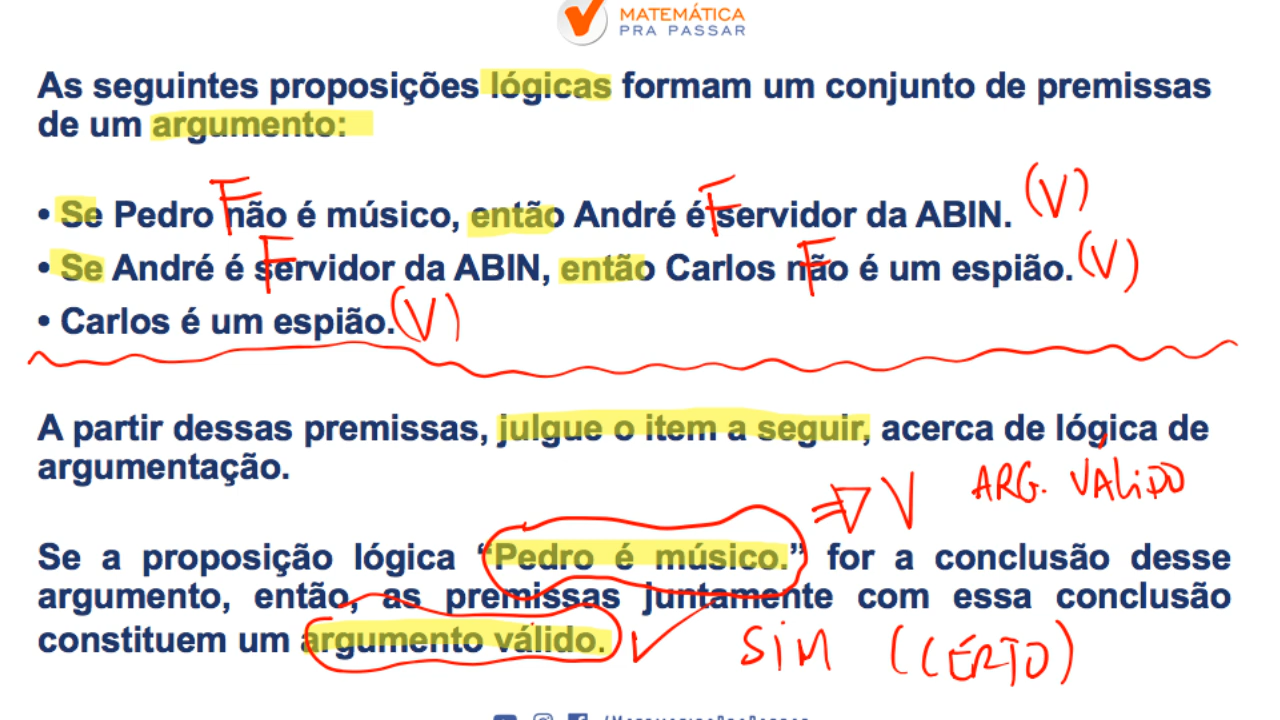 MATEMÁTICA
PRA PASSAR
As seguintes proposições lógicas formam um conjunto de premissas
de um argumento:
F F (V)
• Se Pedro não é músico, então André é servidor da ABIN.
F F (V)
• Se André é servidor da ABIN, então Carlos não é um espião.
• Carlos é um espião. (V)
A partir dessas premissas, julgue o item a seguir, acerca de lógica de
argumentação.
⇒ V ARG. VÁLIDO
Se a proposição lógica “Pedro é músico.” for a conclusão desse
argumento, então, as premissas juntamente com essa conclusão
constituem um argumento válido. ✓ SIM (CERTO)